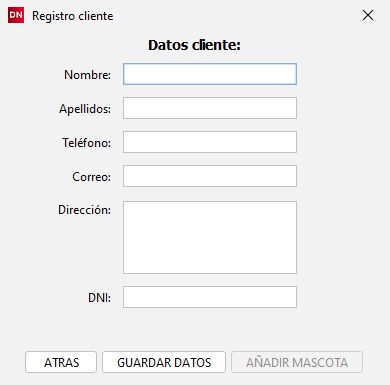 DN Registro cliente
Datos cliente:
Nombre:
Apellidos:
Teléfono:
Correo:
Dirección:
DNI:
ATRAS GUARDAR DATOS AÑADIR MASCOTA